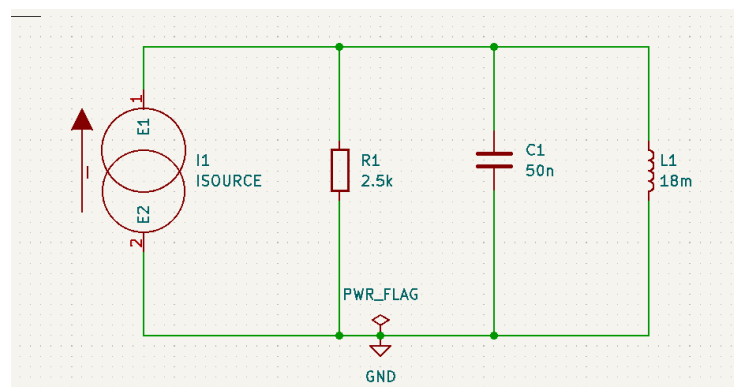 1
E1
I
I1
ISOURCE
E2
2
R1
2.5k
C1
50n
L1
18m
PWR_FLAG
GND